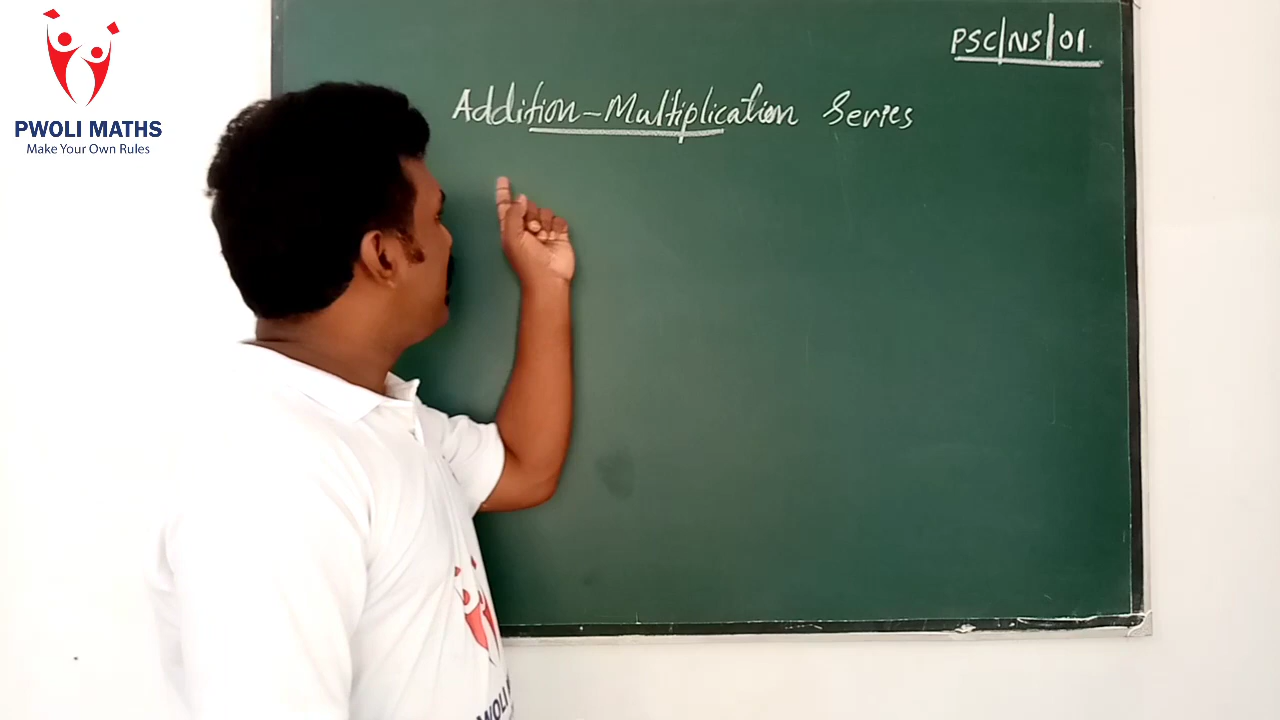 PWOLI MATHS
Make Your Own Rules
PSC/NS/01.
Addition-Multiplication Series